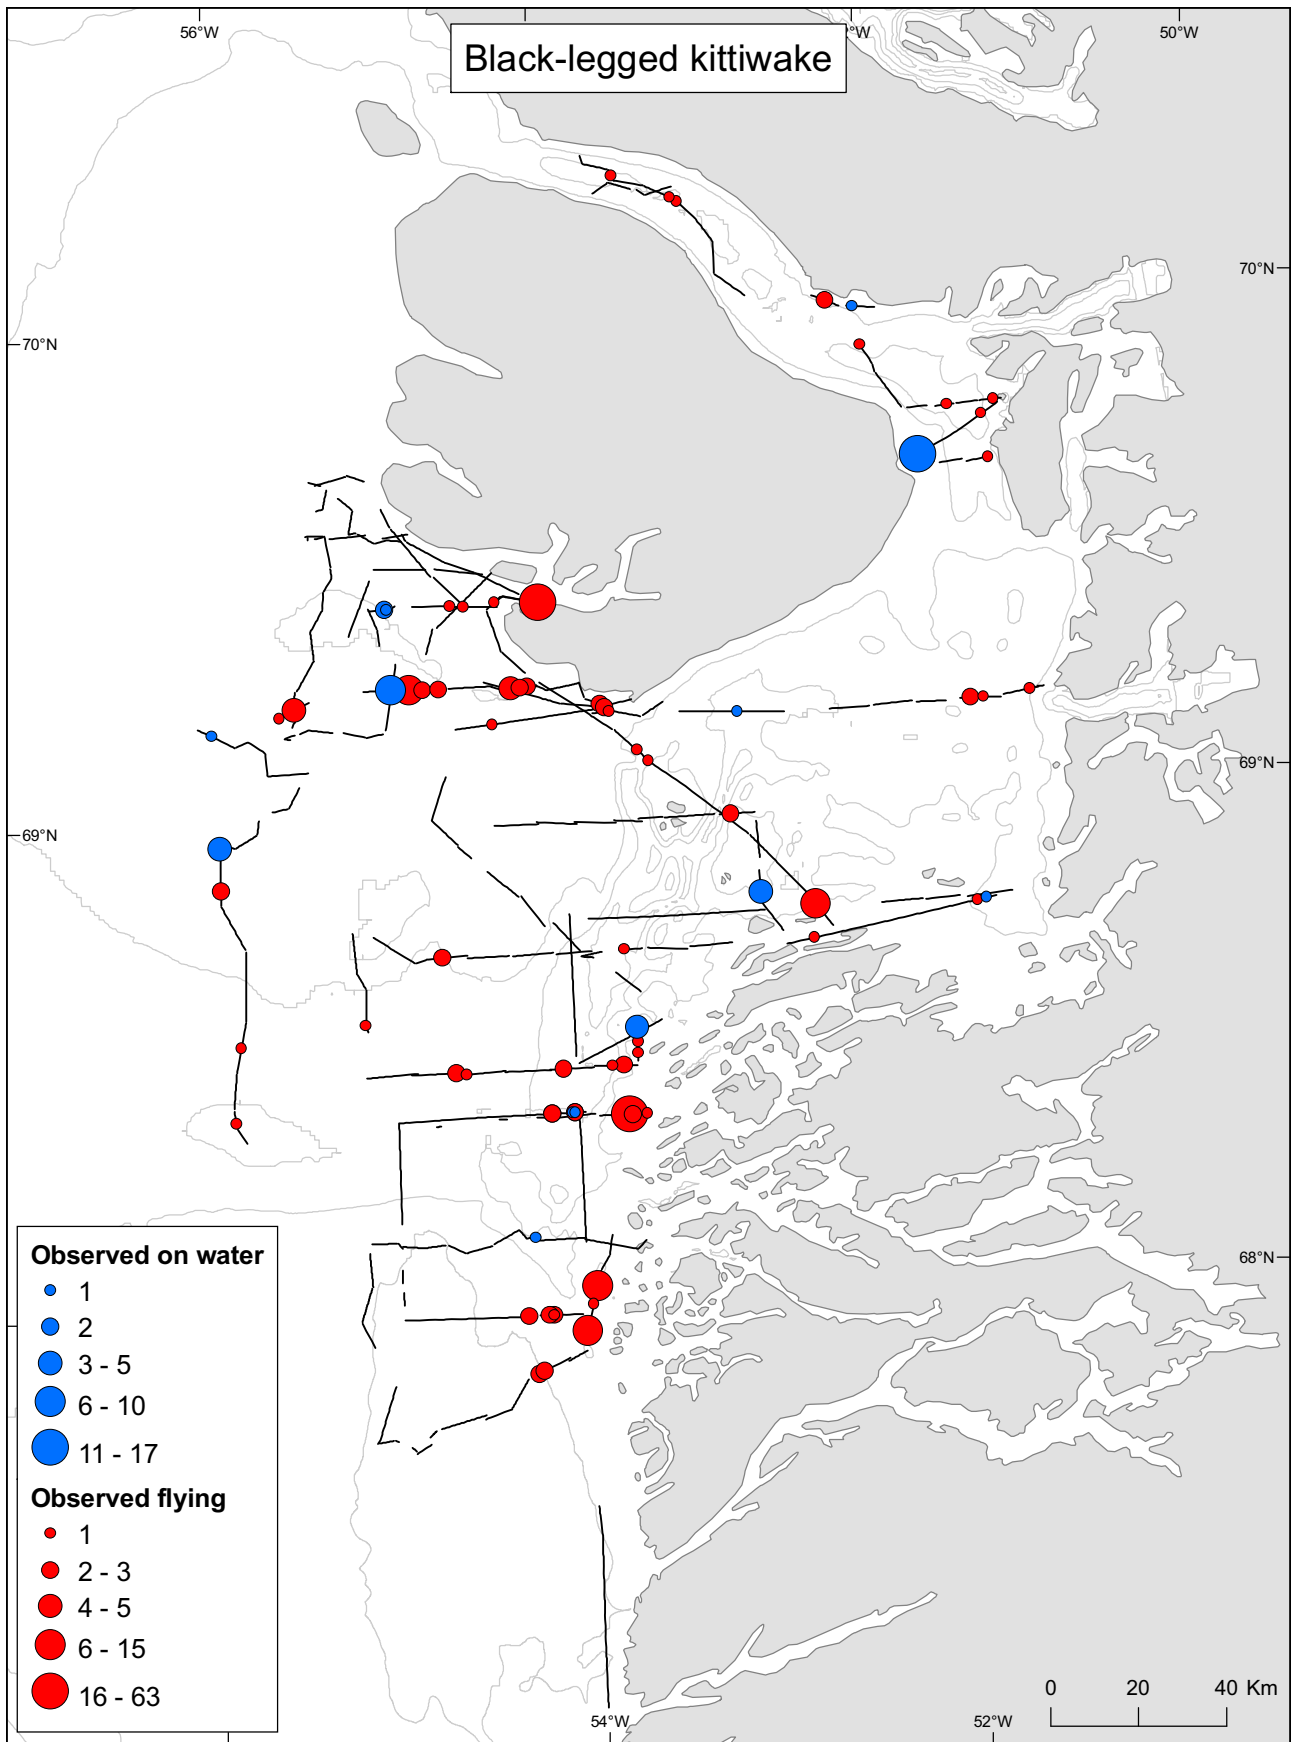 56°W
°W
50°W
Black-legged kittiwake
70°N
70°N
69°N
69°N
68°N
Observed on water
1
2
3 - 5
6 - 10
11 - 17
Observed flying
1
2 - 3
4 - 5
6 - 15
16 - 63
0 20 40 Km
54°W
52°W